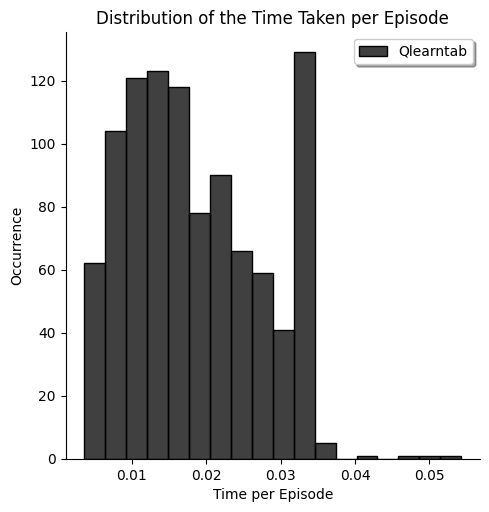 Distribution of the Time Taken per Episode
Qlearntab
120
100
80
60
40
20
0
Occurrence
0.01 0.02 0.03 0.04 0.05
Time per Episode